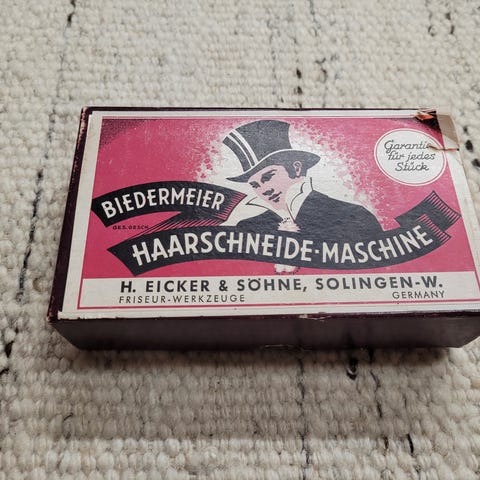 Garantie
für jedes
Stück
BIEDERMEIER
GES. GESCH.
HAARSCHNEIDE-MASCHINE
H. EICKER & SÖHNE, SOLINGEN-W.
FRISEUR-WERKZEUGE GERMANY